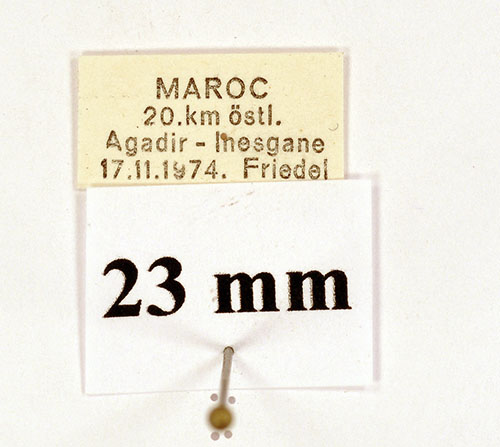 MAROC
20.km östl.
Agadir - Inesgane
17.11.1974. Friedel
23 mm